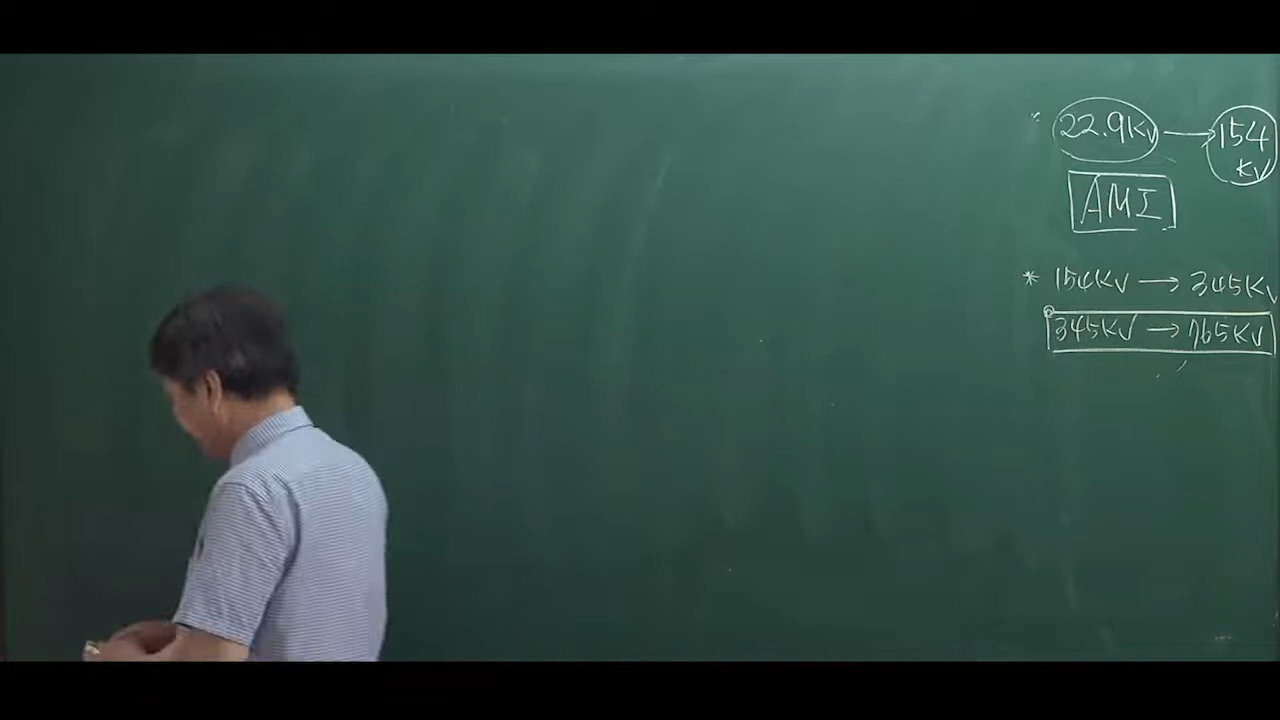 22.9KV → 154 KV
AMI
* 154KV → 345KV
345KV → 765KV